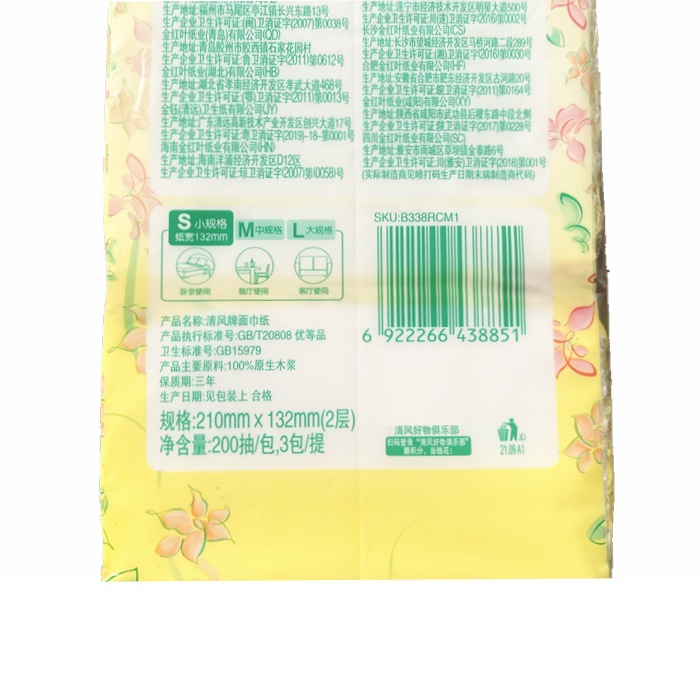 生产地址:福州市马尾区亭江镇长兴东路13号
生产企业卫生许可证:(闽)卫消证字(2007)第0038号
金红叶纸业(青岛)有限公司(QD)
生产地址:青岛胶州市胶西镇石家花园村
生产企业卫生许可证:鲁卫消证字(2011)第0612号
金红叶纸业(湖北)有限公司(HB)
生产地址:湖北省孝南经济开发区孝武大道468号
生产企业卫生许可证:(鄂)卫消证字(2011)第0013号
金钰(清远)卫生纸有限公司(JY)
生产地址:广东清远高新技术产业开发区创兴大道17号
生产企业卫生许可证:粤卫消证字(2019)-18-第0001号
海南金红叶纸业有限公司(HN)
生产地址:海南洋浦经济开发区D12区
生产企业卫生许可证:琼卫消证字(2007)第(0058)号
生产地址:遂宁市经济技术开发区明星大道500号
生产企业卫生许可证:川(遂)卫消证字(2016)第0002号
长沙金红叶纸业有限公司(CS)
生产地址:长沙市望城经济开发区马桥河路二段289号
生产企业卫生许可证:(湘)卫消证字(2016)第0030号
合肥金红叶纸业有限公司(HF)
生产地址:安徽省合肥市肥东经济开发区古河路20号
生产企业卫生许可证:皖卫消证字(2011)第0164号
金红叶纸业(咸阳)有限公司(XY)
生产地址:陕西省咸阳市武功县后稷东路中段北侧
生产企业卫生许可证:陕卫消证字(2017)第0228号
四川金红叶纸业有限公司(SC)
生产地址:雅安市雨城区草坝镇金泰路6号
生产企业卫生许可证:川(雅安)卫消证字(2018)第001号
(实际制造商见喷打码生产日期末端制造商代码)
S 小规格
纸宽132mm
M 中规格
L 大规格
卧室使用
餐厅使用
客厅使用
SKU:B338RCM1
6 922266 438851
产品名称:清风牌面巾纸
产品执行标准号:GB/T20808 优等品
卫生标准号:GB15979
产品主要原料:100%原生木浆
保质期:三年
生产日期:见包装上 合格
规格:210mm x 132mm(2层)
净含量:200抽/包,3包/提
清风好物俱乐部
扫码登录“清风好物俱乐部”
攒积分,当钱花!
JD
21.09 A1